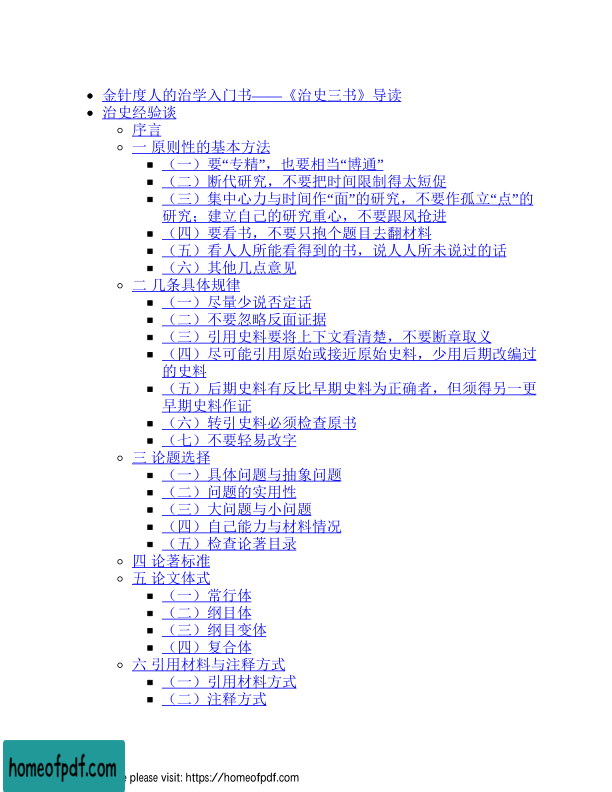 金针度人的治学入门书——《治史三书》导读
治史经验谈
序言
一 原则性的基本方法
（一）要“专精”，也要相当“博通”
（二）断代研究，不要把时间限制得太短促
（三）集中心力与时间作“面”的研究，不要作孤立“点”的
研究；建立自己的研究重心，不要跟风抢进
（四）要看书，不要只抱个题目去翻材料
（五）看人人所能看得到的书，说人人所未说过的话
（六）其他几点意见
二 几条具体规律
（一）尽量少说否定话
（二）不要忽略反面证据
（三）引用史料要将上下文看清楚，不要断章取义
（四）尽可能引用原始或接近原始史料，少用后期改编过
的史料
（五）后期史料有反比早期史料为正确者，但须得另一更
早期史料作证
（六）转引史料必须检查原书
（七）不要轻易改字
三 论题选择
（一）具体问题与抽象问题
（二）问题的实用性
（三）大问题与小问题
（四）自己能力与材料情况
（五）检查论著目录
四 论著标准
五 论文体式
（一）常行体
（二）纲目体
（三）纲目变体
（四）复合体
六 引用材料与注释方式
（一）引用材料方式
（二）注释方式
homeofpdf.com
please visit: https://homeofpdf.com